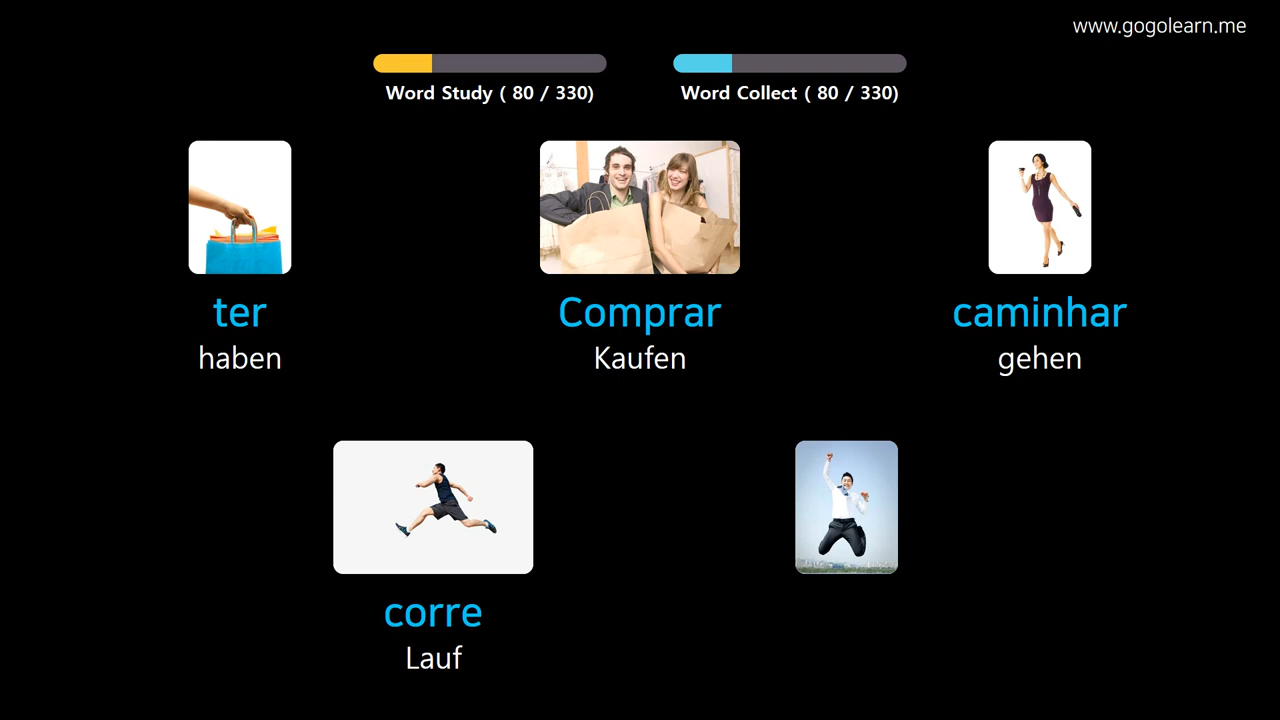 www.gogolearn.me
Word Study ( 80 / 330)
Word Collect ( 80 / 330)
ter
haben
Comprar
Kaufen
caminhar
gehen
corre
Lauf